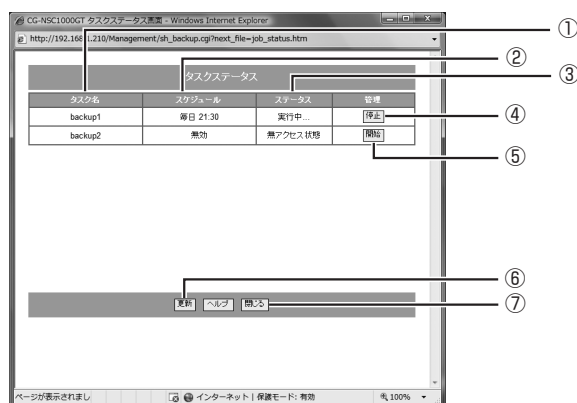 CG-NSC1000GT タスクステータス画面 - Windows Internet Explorer
①
http://192.168.1.210/Management/sh_backup.cgi?next_file=job_status.htm
②
タスクステータス
③
タスク名 スケジュール ステータス 管理
backup1 毎日 21:30 実行中... 停止
④
backup2 無効 無アクセス状態 開始
⑤
⑥
更新 ヘルプ 閉じる
⑦
ページが表示されまし インターネット | 保護モード: 有効 100%